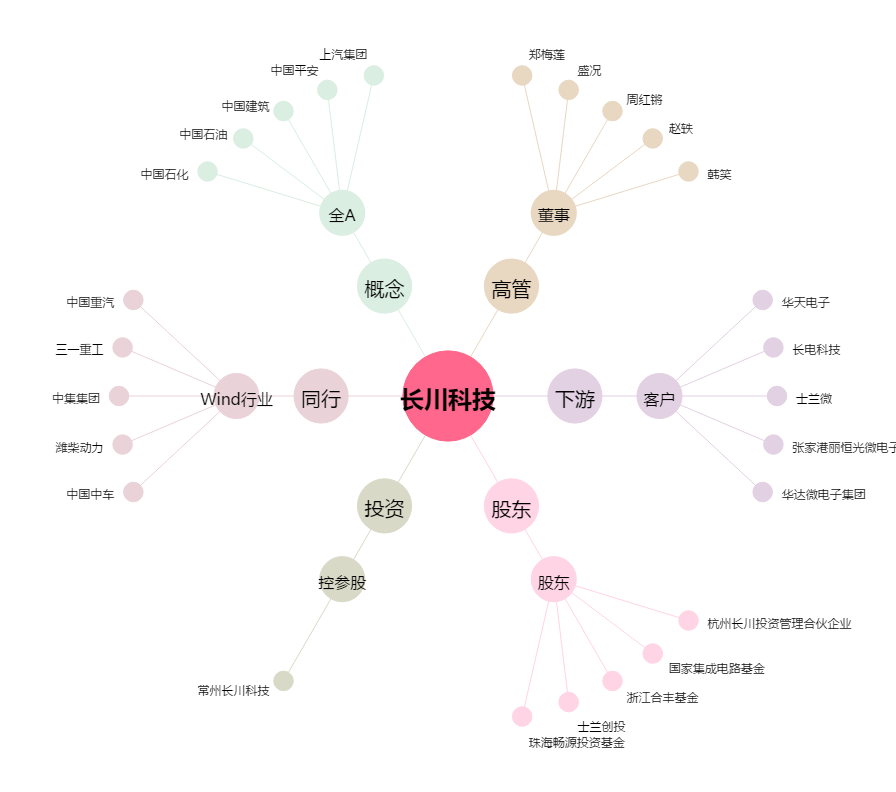 上汽集团
郑梅莲
中国平安
盛况
中国建筑
周红锵
中国石油
赵轶
中国石化
韩笑
全A
董事
概念
高管
中国重汽
华天电子
三一重工
长电科技
中集集团
Wind行业
同行
长川科技
下游
客户
士兰微
潍柴动力
张家港丽恒光微电子
中国中车
华达微电子集团
投资
股东
控参股
股东
杭州长川投资管理合伙企业
国家集成电路基金
常州长川科技
浙江合丰基金
士兰创投
珠海畅源投资基金